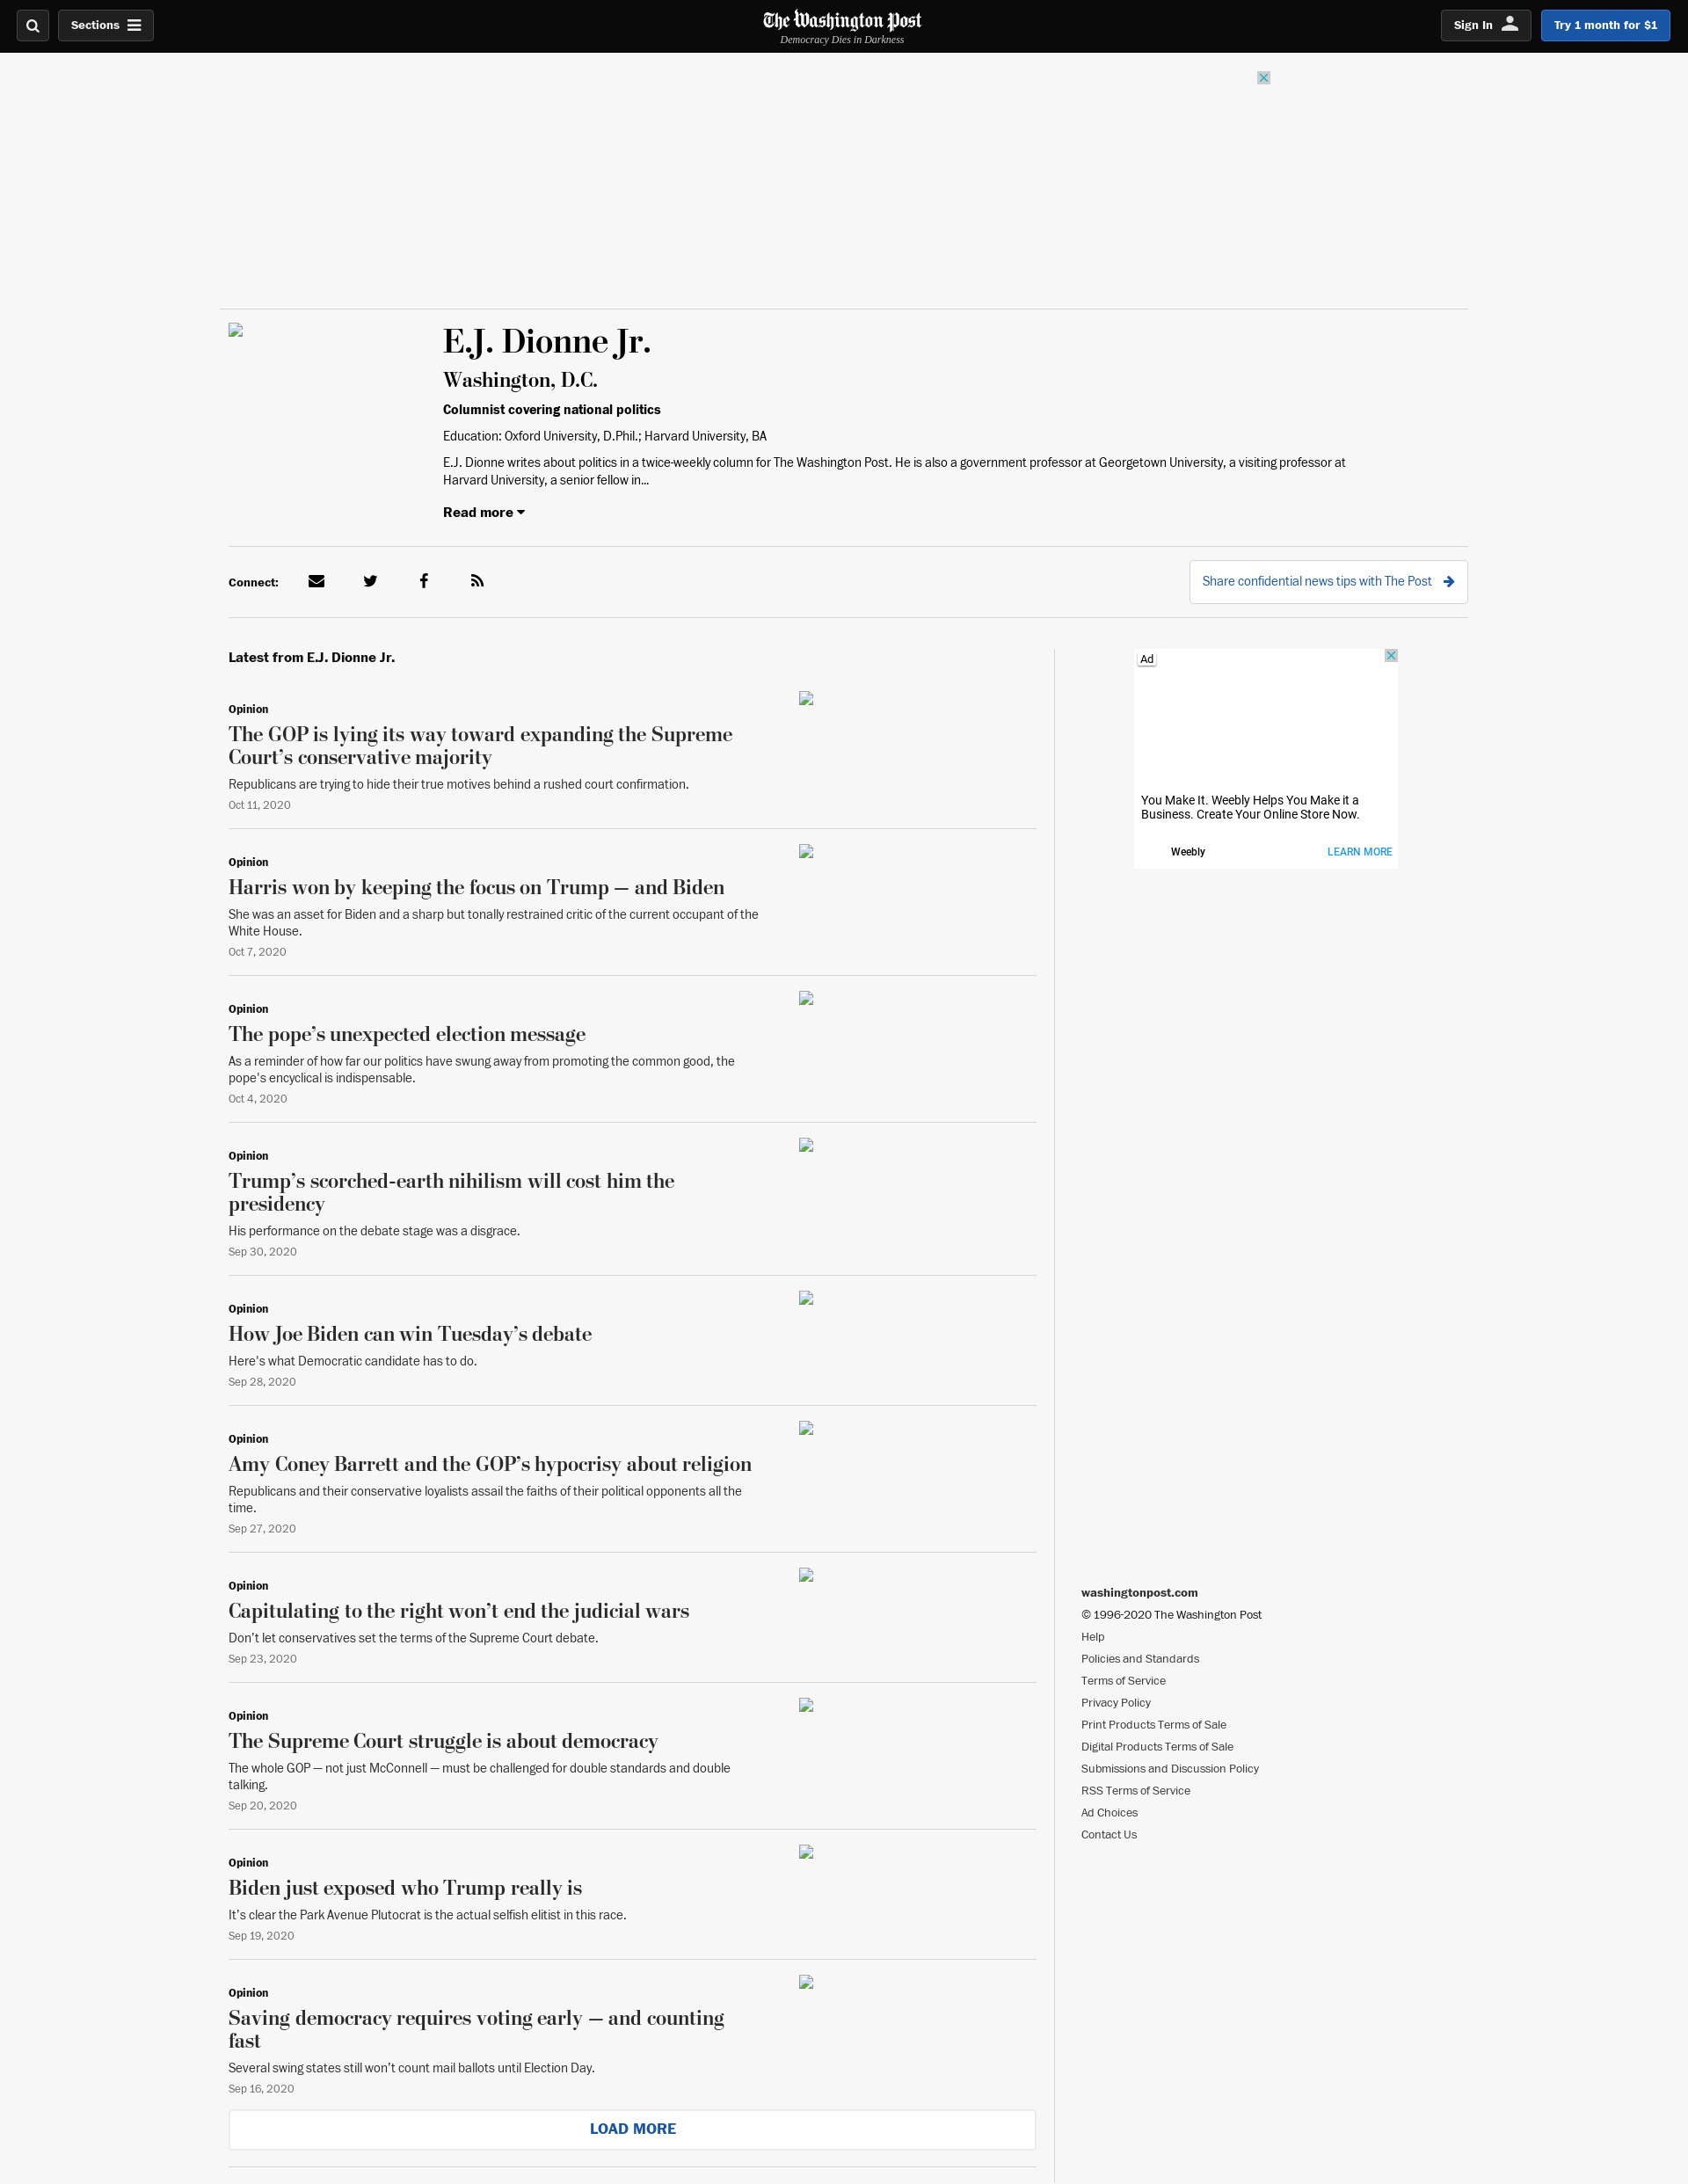 Sections
The Washington Post
Democracy Dies in Darkness
Sign In
Try 1 month for $1
E.J. Dionne Jr.
Washington, D.C.
Columnist covering national politics
Education: Oxford University, D.Phil.; Harvard University, BA
E.J. Dionne writes about politics in a twice-weekly column for The Washington Post. He is also a government professor at Georgetown University, a visiting professor at
Harvard University, a senior fellow in...
Read more
Connect:
Share confidential news tips with The Post
Latest from E.J. Dionne Jr.
Opinion
The GOP is lying its way toward expanding the Supreme
Court’s conservative majority
Republicans are trying to hide their true motives behind a rushed court confirmation.
Oct 11, 2020
Opinion
Harris won by keeping the focus on Trump — and Biden
She was an asset for Biden and a sharp but tonally restrained critic of the current occupant of the
White House.
Oct 7, 2020
Opinion
The pope’s unexpected election message
As a reminder of how far our politics have swung away from promoting the common good, the
pope's encyclical is indispensable.
Oct 4, 2020
Opinion
Trump’s scorched-earth nihilism will cost him the
presidency
His performance on the debate stage was a disgrace.
Sep 30, 2020
Opinion
How Joe Biden can win Tuesday’s debate
Here's what Democratic candidate has to do.
Sep 28, 2020
Opinion
Amy Coney Barrett and the GOP’s hypocrisy about religion
Republicans and their conservative loyalists assail the faiths of their political opponents all the
time.
Sep 27, 2020
Opinion
Capitulating to the right won’t end the judicial wars
Don’t let conservatives set the terms of the Supreme Court debate.
Sep 23, 2020
Opinion
The Supreme Court struggle is about democracy
The whole GOP — not just McConnell — must be challenged for double standards and double
talking.
Sep 20, 2020
Opinion
Biden just exposed who Trump really is
It’s clear the Park Avenue Plutocrat is the actual selfish elitist in this race.
Sep 19, 2020
Opinion
Saving democracy requires voting early — and counting
fast
Several swing states still won’t count mail ballots until Election Day.
Sep 16, 2020
LOAD MORE
Ad
You Make It. Weebly Helps You Make it a
Business. Create Your Online Store Now.
Weebly
LEARN MORE
washingtonpost.com
© 1996-2020 The Washington Post
Help
Policies and Standards
Terms of Service
Privacy Policy
Print Products Terms of Sale
Digital Products Terms of Sale
Submissions and Discussion Policy
RSS Terms of Service
Ad Choices
Contact Us